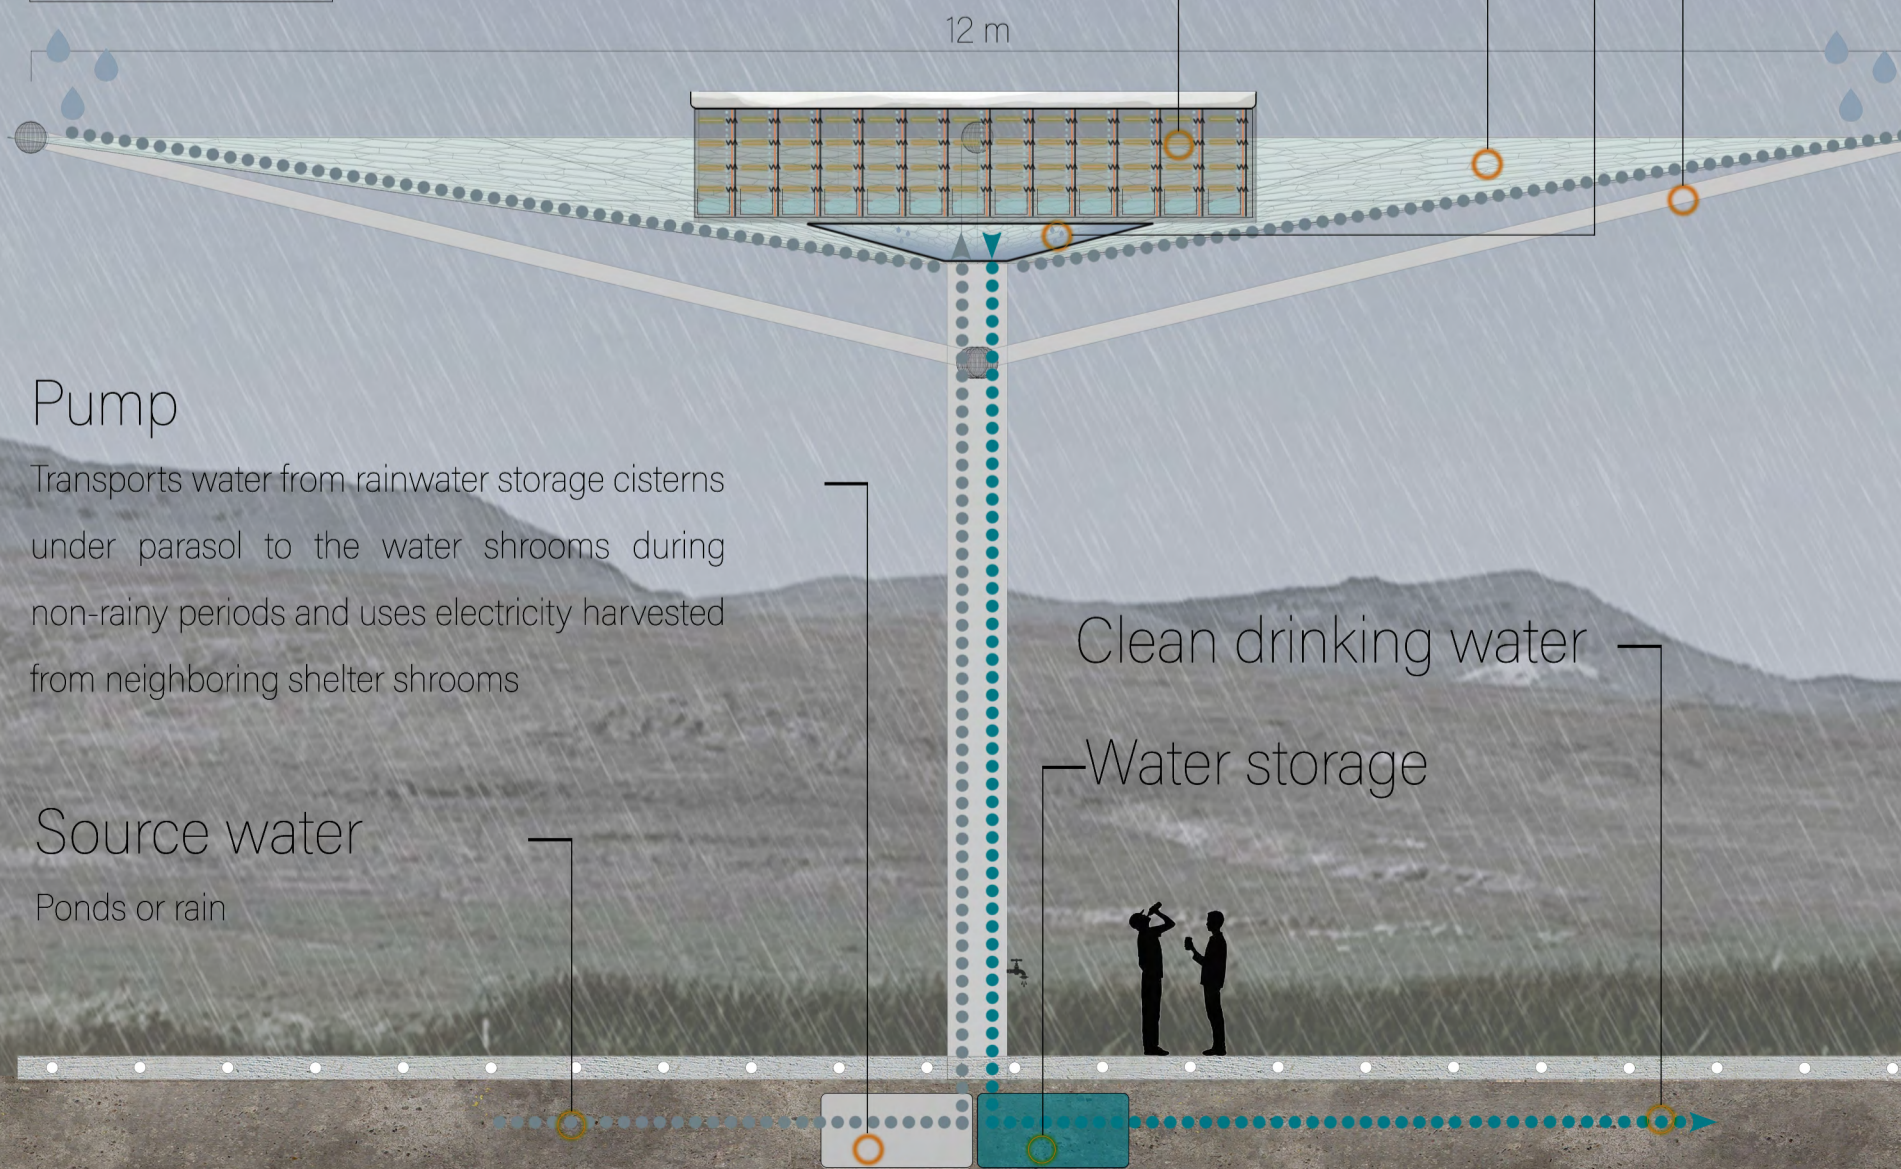 12 m
Pump
Transports water from rainwater storage cisterns
under parasol to the water shrooms during
non-rainy periods and uses electricity harvested
from neighboring shelter shrooms
Clean drinking water
Water storage
Source water
Ponds or rain